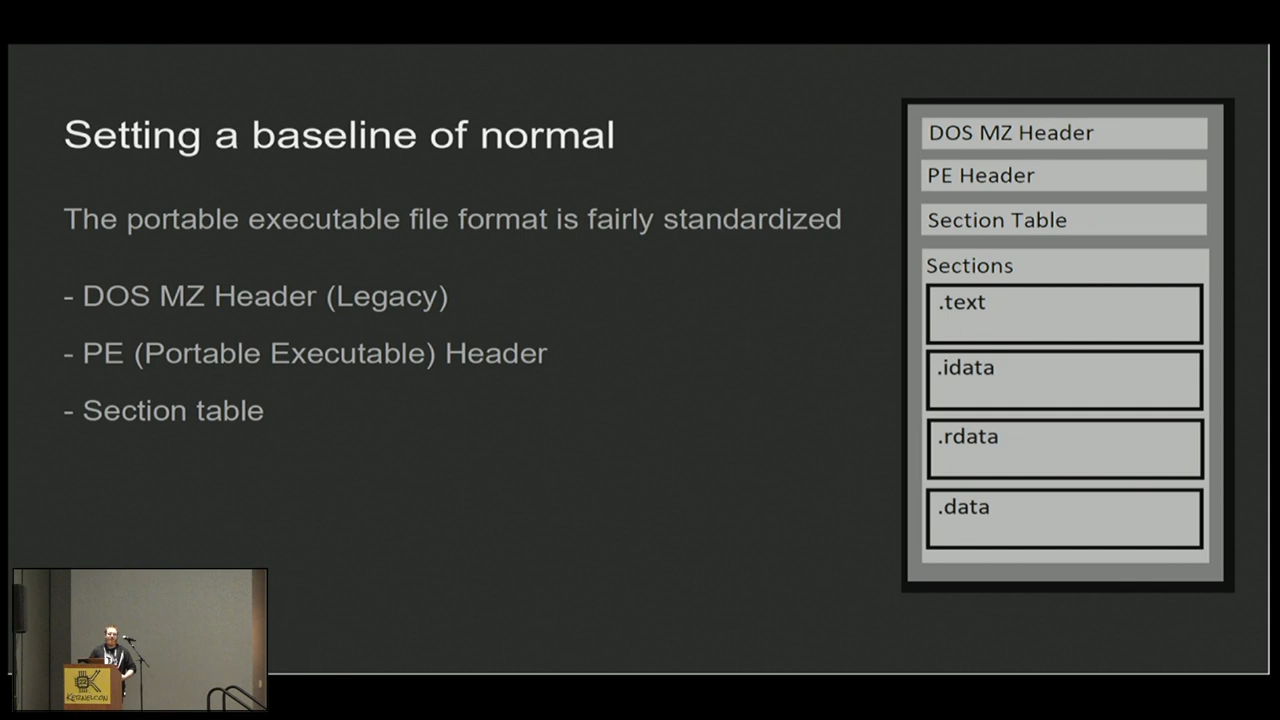 Setting a baseline of normal
The portable executable file format is fairly standardized
- DOS MZ Header (Legacy)
- PE (Portable Executable) Header
- Section table
DOS MZ Header
PE Header
Section Table
Sections
.text
.idata
.rdata
.data
KERNELCON